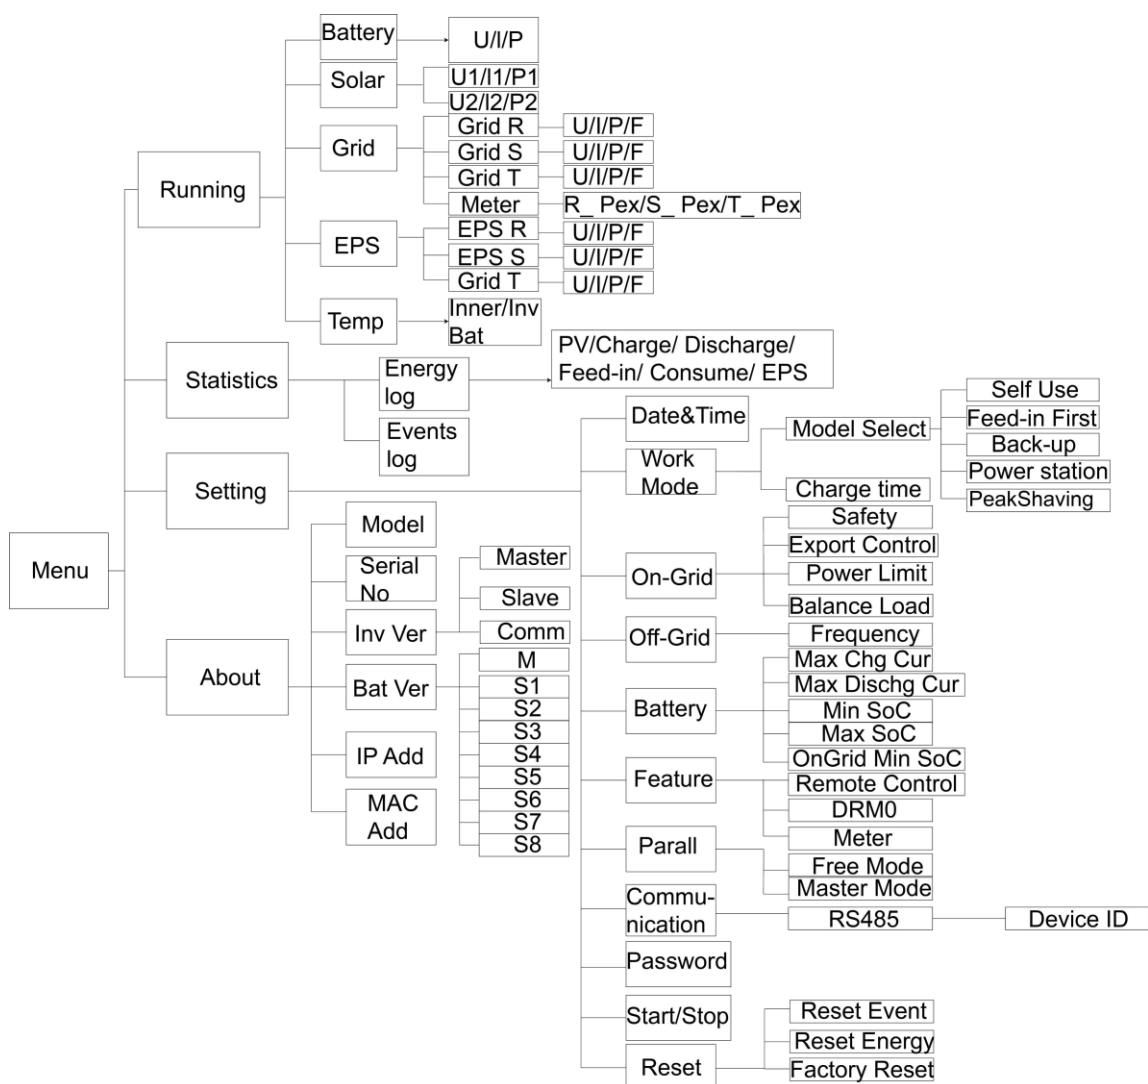 Menu
Running
Battery
U/I/P
Solar
U1/I1/P1
U2/I2/P2
Grid
Grid R
U/I/P/F
Grid S
U/I/P/F
Grid T
U/I/P/F
Meter
R_ Pex/S_ Pex/T_ Pex
EPS
EPS R
U/I/P/F
EPS S
U/I/P/F
Grid T
U/I/P/F
Temp
Inner/Inv
Bat
Statistics
Energy
log
PV/Charge/ Discharge/
Feed-in/ Consume/ EPS
Events
log
Setting
Date&Time
Work
Mode
Model Select
Self Use
Feed-in First
Back-up
Power station
PeakShaving
Charge time
On-Grid
Safety
Export Control
Power Limit
Balance Load
Off-Grid
Frequency
Battery
Max Chg Cur
Max Dischg Cur
Min SoC
Max SoC
OnGrid Min SoC
Feature
Remote Control
DRM0
Meter
Parall
Free Mode
Master Mode
Commu-
nication
RS485
Device ID
Password
Start/Stop
Reset
Reset Event
Reset Energy
Factory Reset
About
Model
Serial
No
Inv Ver
Master
Slave
Comm
Bat Ver
M
S1
S2
S3
S4
S5
S6
S7
S8
IP Add
MAC
Add